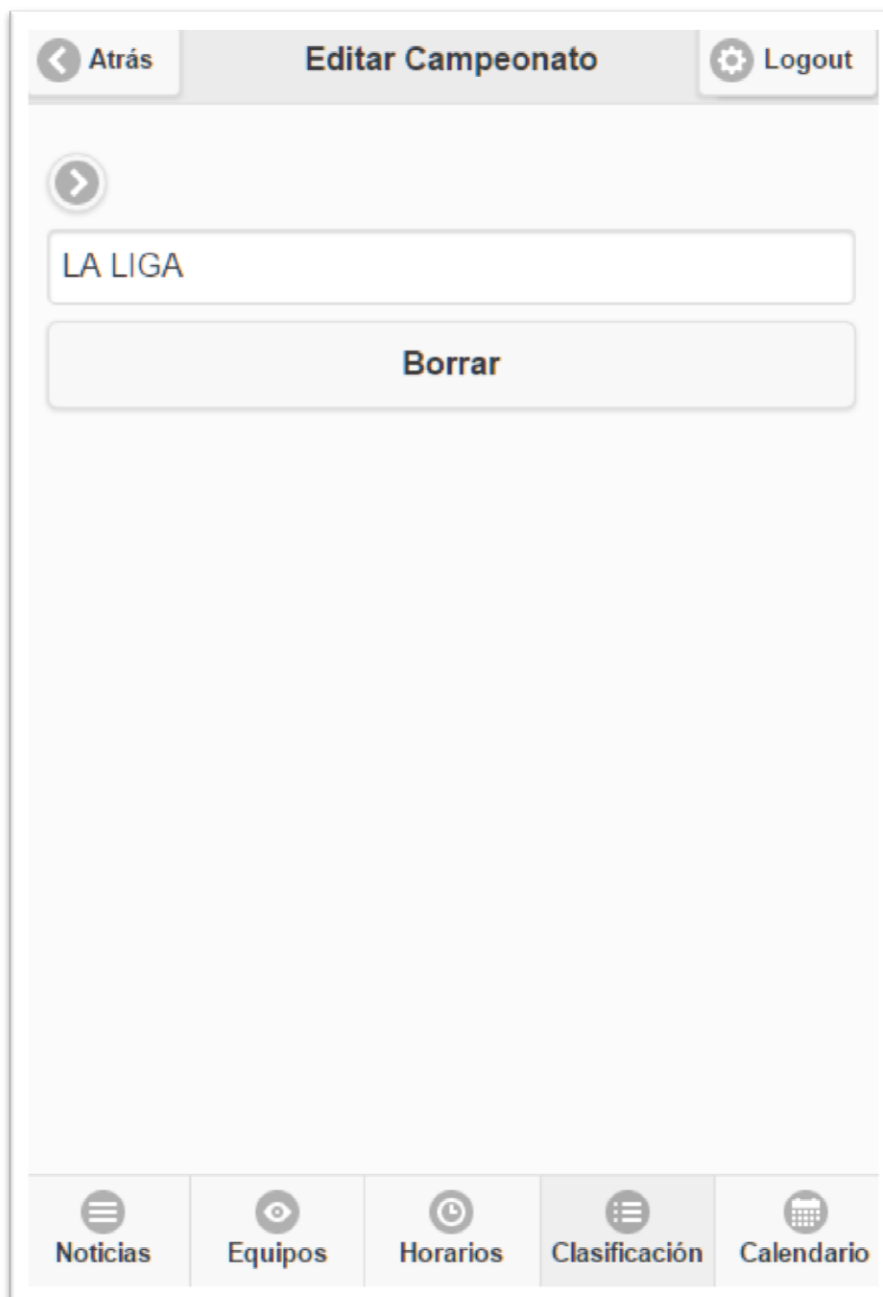 Atrás Editar Campeonato Logout
LA LIGA
Borrar
Noticias Equipos Horarios Clasificación Calendario